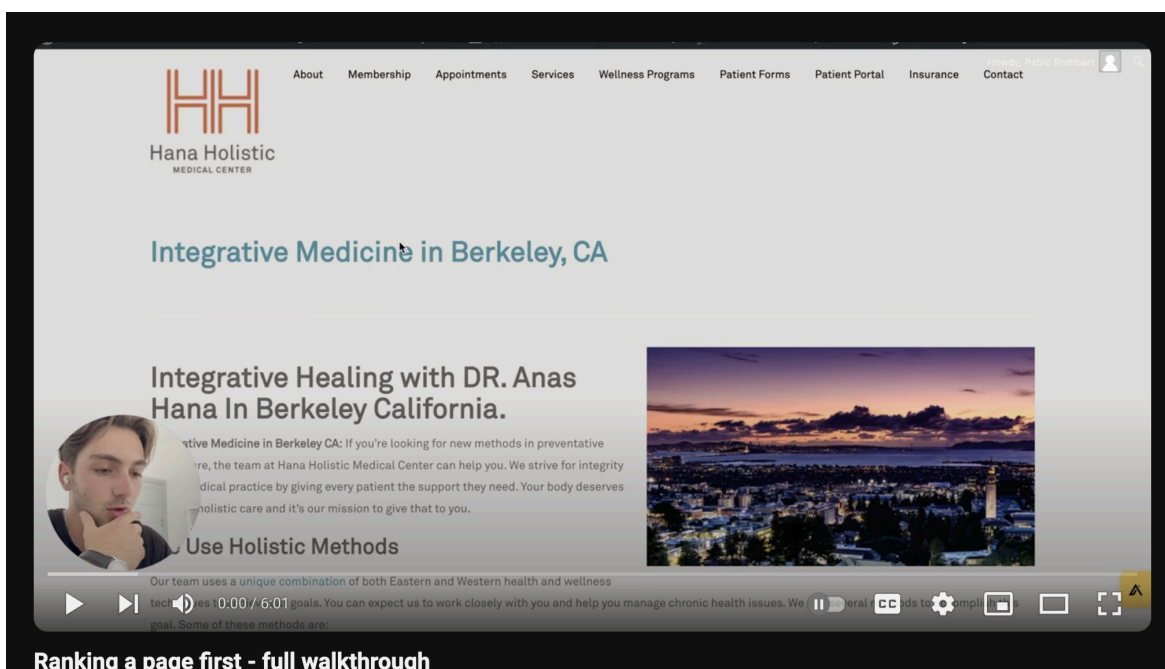 Howdy, Pablo Rothbart
About Membership Appointments Services Wellness Programs Patient Forms Patient Portal Insurance Contact
HH
Hana Holistic
MEDICAL CENTER
Integrative Medicine in Berkeley, CA
Integrative Healing with DR. Anas
Hana In Berkeley California.
ative Medicine in Berkeley CA: If you're looking for new methods in preventative
re, the team at Hana Holistic Medical Center can help you. We strive for integrity
dical practice by giving every patient the support they need. Your body deserves
holistic care and it's our mission to give that to you.
Use Holistic Methods
Our team uses a unique combination of both Eastern and Western health and wellness
goals. You can expect us to work closely with you and help you manage chronic health issues. We
0:00 / 6:01
CC
goal. Some of these methods are:
Ranking a page first - full walkthrough